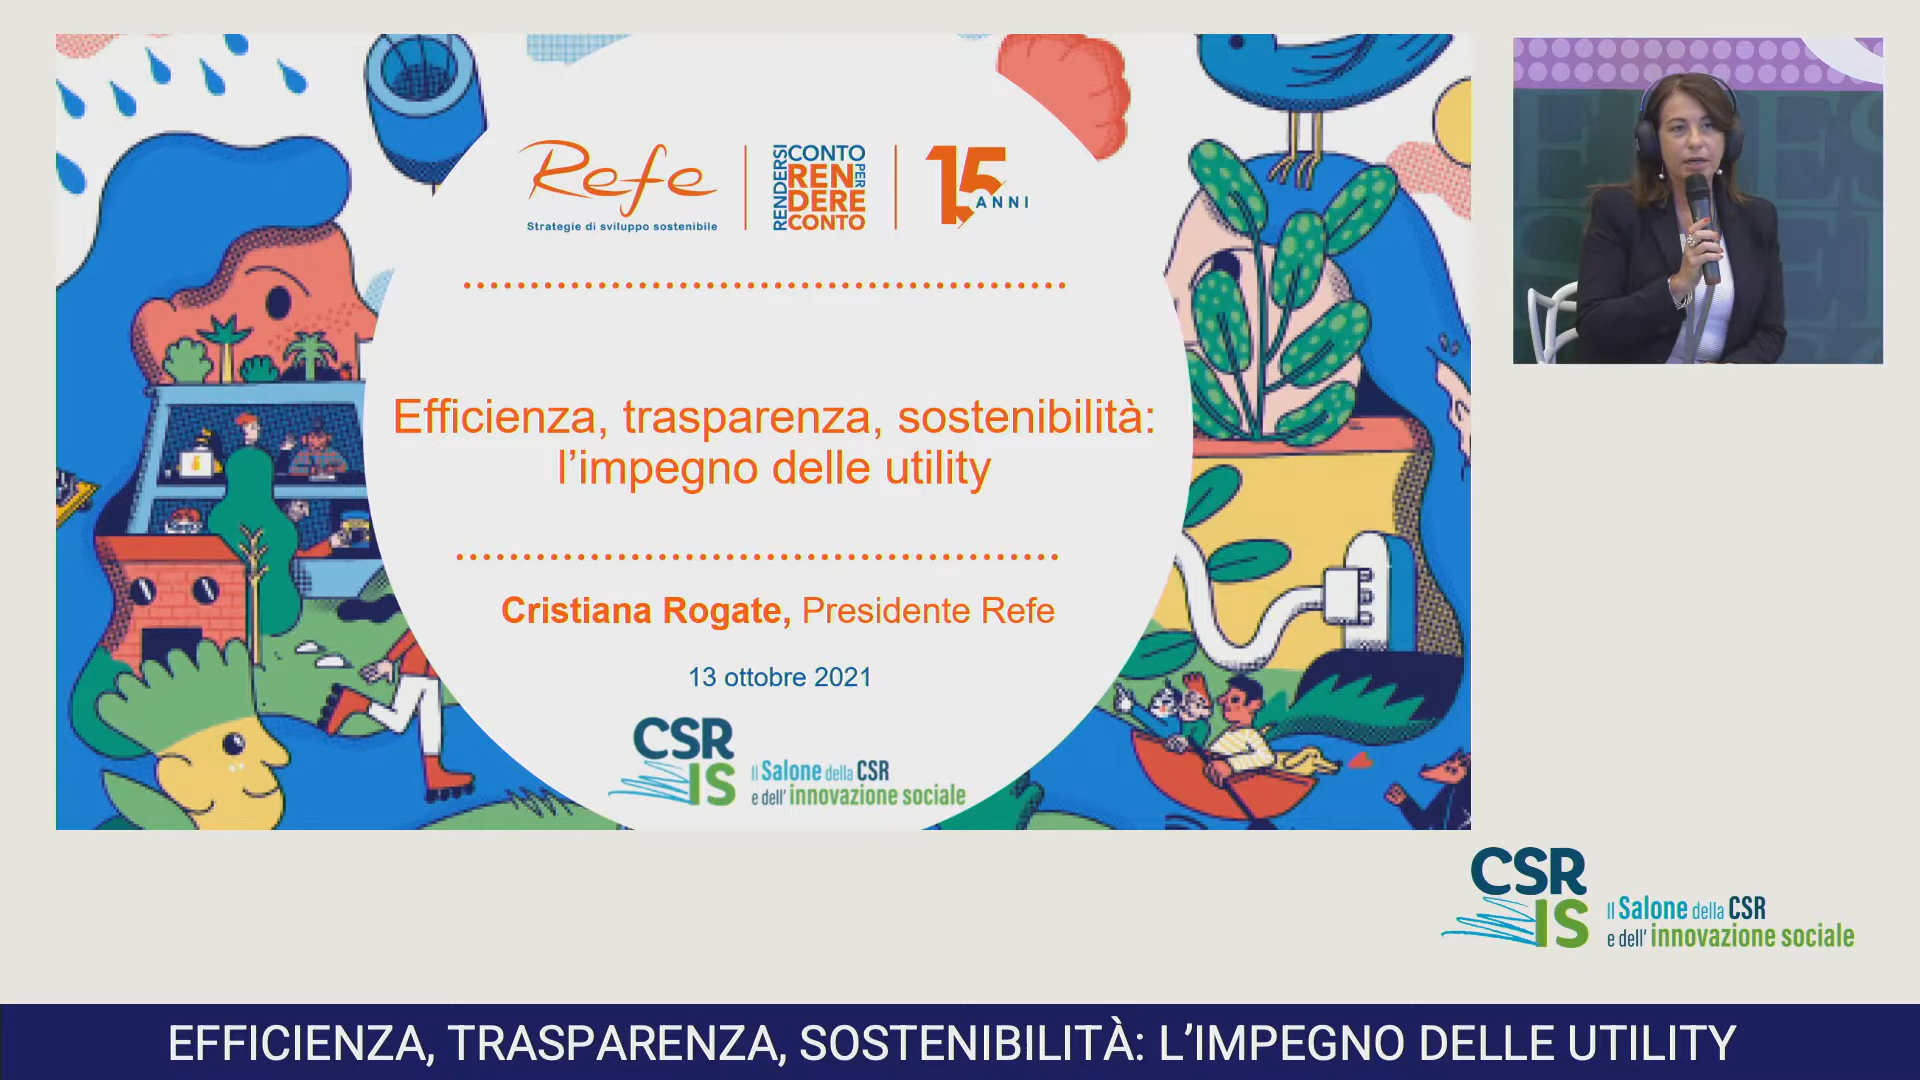 Refe
Strategie di sviluppo sostenibile
RENDERSI
CONTO
PER
REN
DERE
CONTO
15
ANNI
Efficienza, trasparenza, sostenibilità:
l’impegno delle utility
Cristiana Rogate, Presidente Refe
13 ottobre 2021
CSR
IS
Il Salone della CSR
e dell' innovazione sociale
CSR
IS
Il Salone della CSR
e dell' innovazione sociale
EFFICIENZA, TRASPARENZA, SOSTENIBILITÀ: L’IMPEGNO DELLE UTILITY